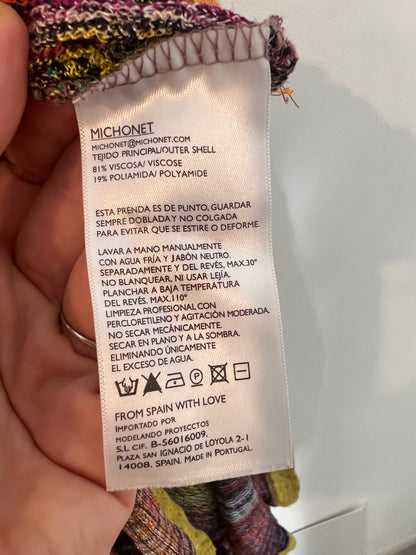 MICHONET
MICHONET@MICHONET.COM
TEJIDO PRINCIPAL/OUTER SHELL
81% VISCOSA/ VISCOSE
19% POLIAMIDA/ POLYAMIDE
ESTA PRENDA ES DE PUNTO, GUARDAR
SEMPRE DOBLADA Y NO COLGADA
PARA EVITAR QUE SE ESTIRE O DEFORME.
LAVAR A MANO MANUALMENTE
CON AGUA FRÍA Y JABÓN NEUTRO.
SEPARADAMENTE Y DEL REVÉS, MAX.30°
NO BLANQUEAR, NI USAR LEJÍA.
PLANCHAR A BAJA TEMPERATURA
DEL REVÉS. MAX.110°
LIMPIEZA PROFESIONAL CON
PERCLORETILENO Y AGITACIÓN MODERADA
NO SECAR MECÁNICAMENTE.
SECAR EN PLANO Y A LA SOMBRA.
ELIMINANDO ÚNICAMENTE
EL EXCESO DE AGUA.
FROM SPAIN WITH LOVE
IMPORTADO POR
MODELANDO PROYECCTOS
S.L CIF. B-56016009.
PLAZA SAN IGNACIO DE LOYOLA 2-1
14008. SPAIN. MADE IN PORTUGAL